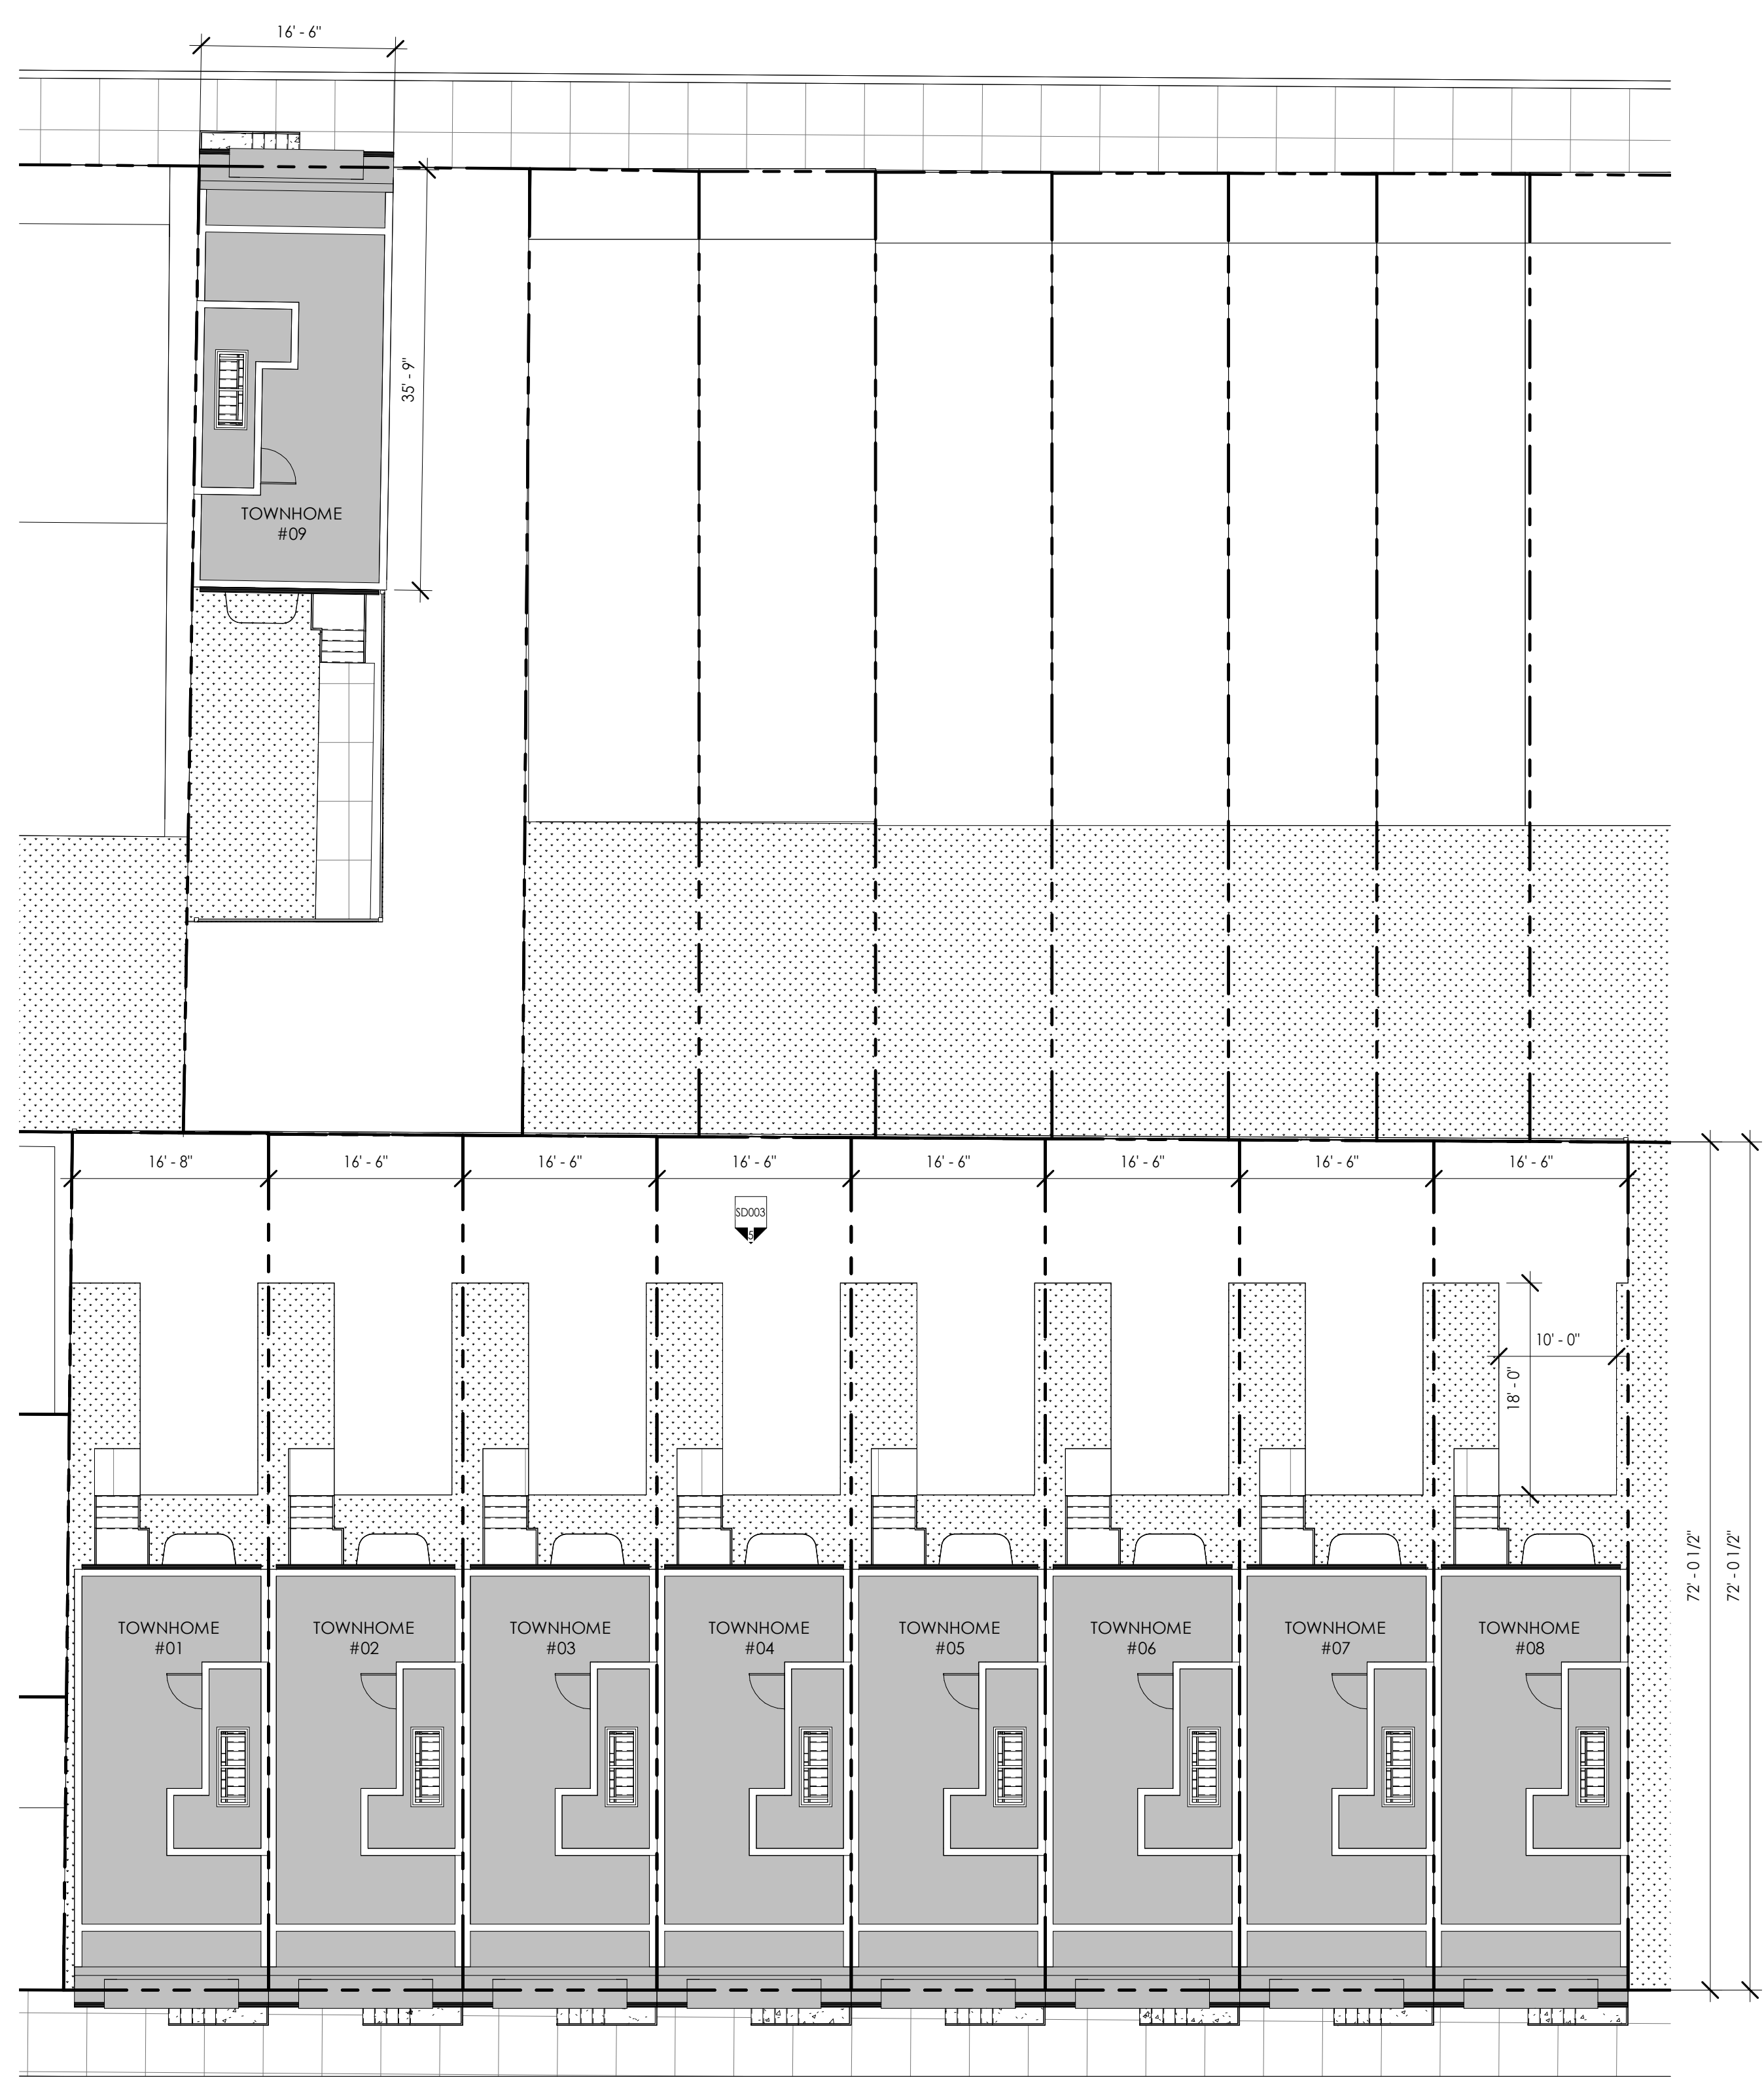 16' - 6"
35' - 9"
TOWNHOME
#09
16' - 8"
16' - 6"
16' - 6"
16' - 6"
16' - 6"
16' - 6"
16' - 6"
16' - 6"
SD003
5
10' - 0"
18' - 0"
72' - 0 1/2"
72' - 0 1/2"
TOWNHOME
#01
TOWNHOME
#02
TOWNHOME
#03
TOWNHOME
#04
TOWNHOME
#05
TOWNHOME
#06
TOWNHOME
#07
TOWNHOME
#08